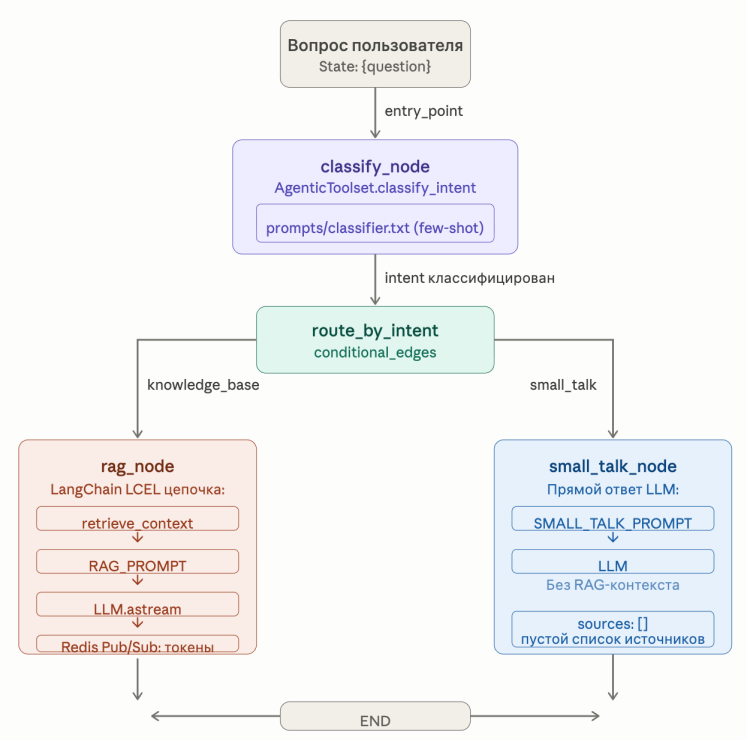 Вопрос пользователя
State: {question}
entry_point
classify_node
AgenticToolset.classify_intent
prompts/classifier.txt (few-shot)
intent классифицирован
route_by_intent
conditional_edges
knowledge_base
small_talk
rag_node
LangChain LCEL цепочка:
retrieve_context
RAG_PROMPT
LLM.astream
Redis Pub/Sub: токены
small_talk_node
Прямой ответ LLM:
SMALL_TALK_PROMPT
LLM
Без RAG-контекста
sources: []
пустой список источников
END